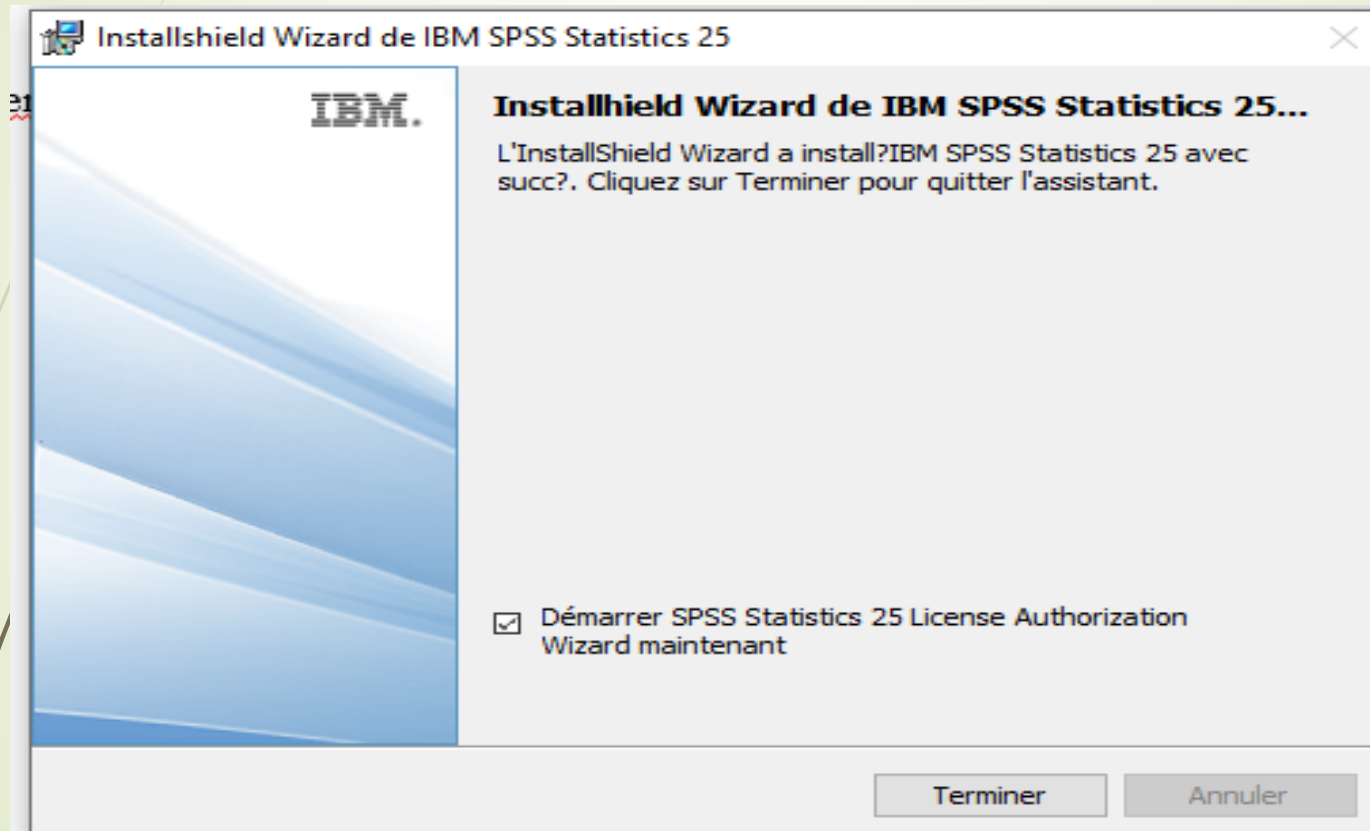 Installshield Wizard de IBM SPSS Statistics 25
er
IBM.
Installhield Wizard de IBM SPSS Statistics 25...
L'InstallShield Wizard a install?IBM SPSS Statistics 25 avec
succ?. Cliquez sur Terminer pour quitter l'assistant.
Démarrer SPSS Statistics 25 License Authorization
Wizard maintenant
Terminer
Annuler